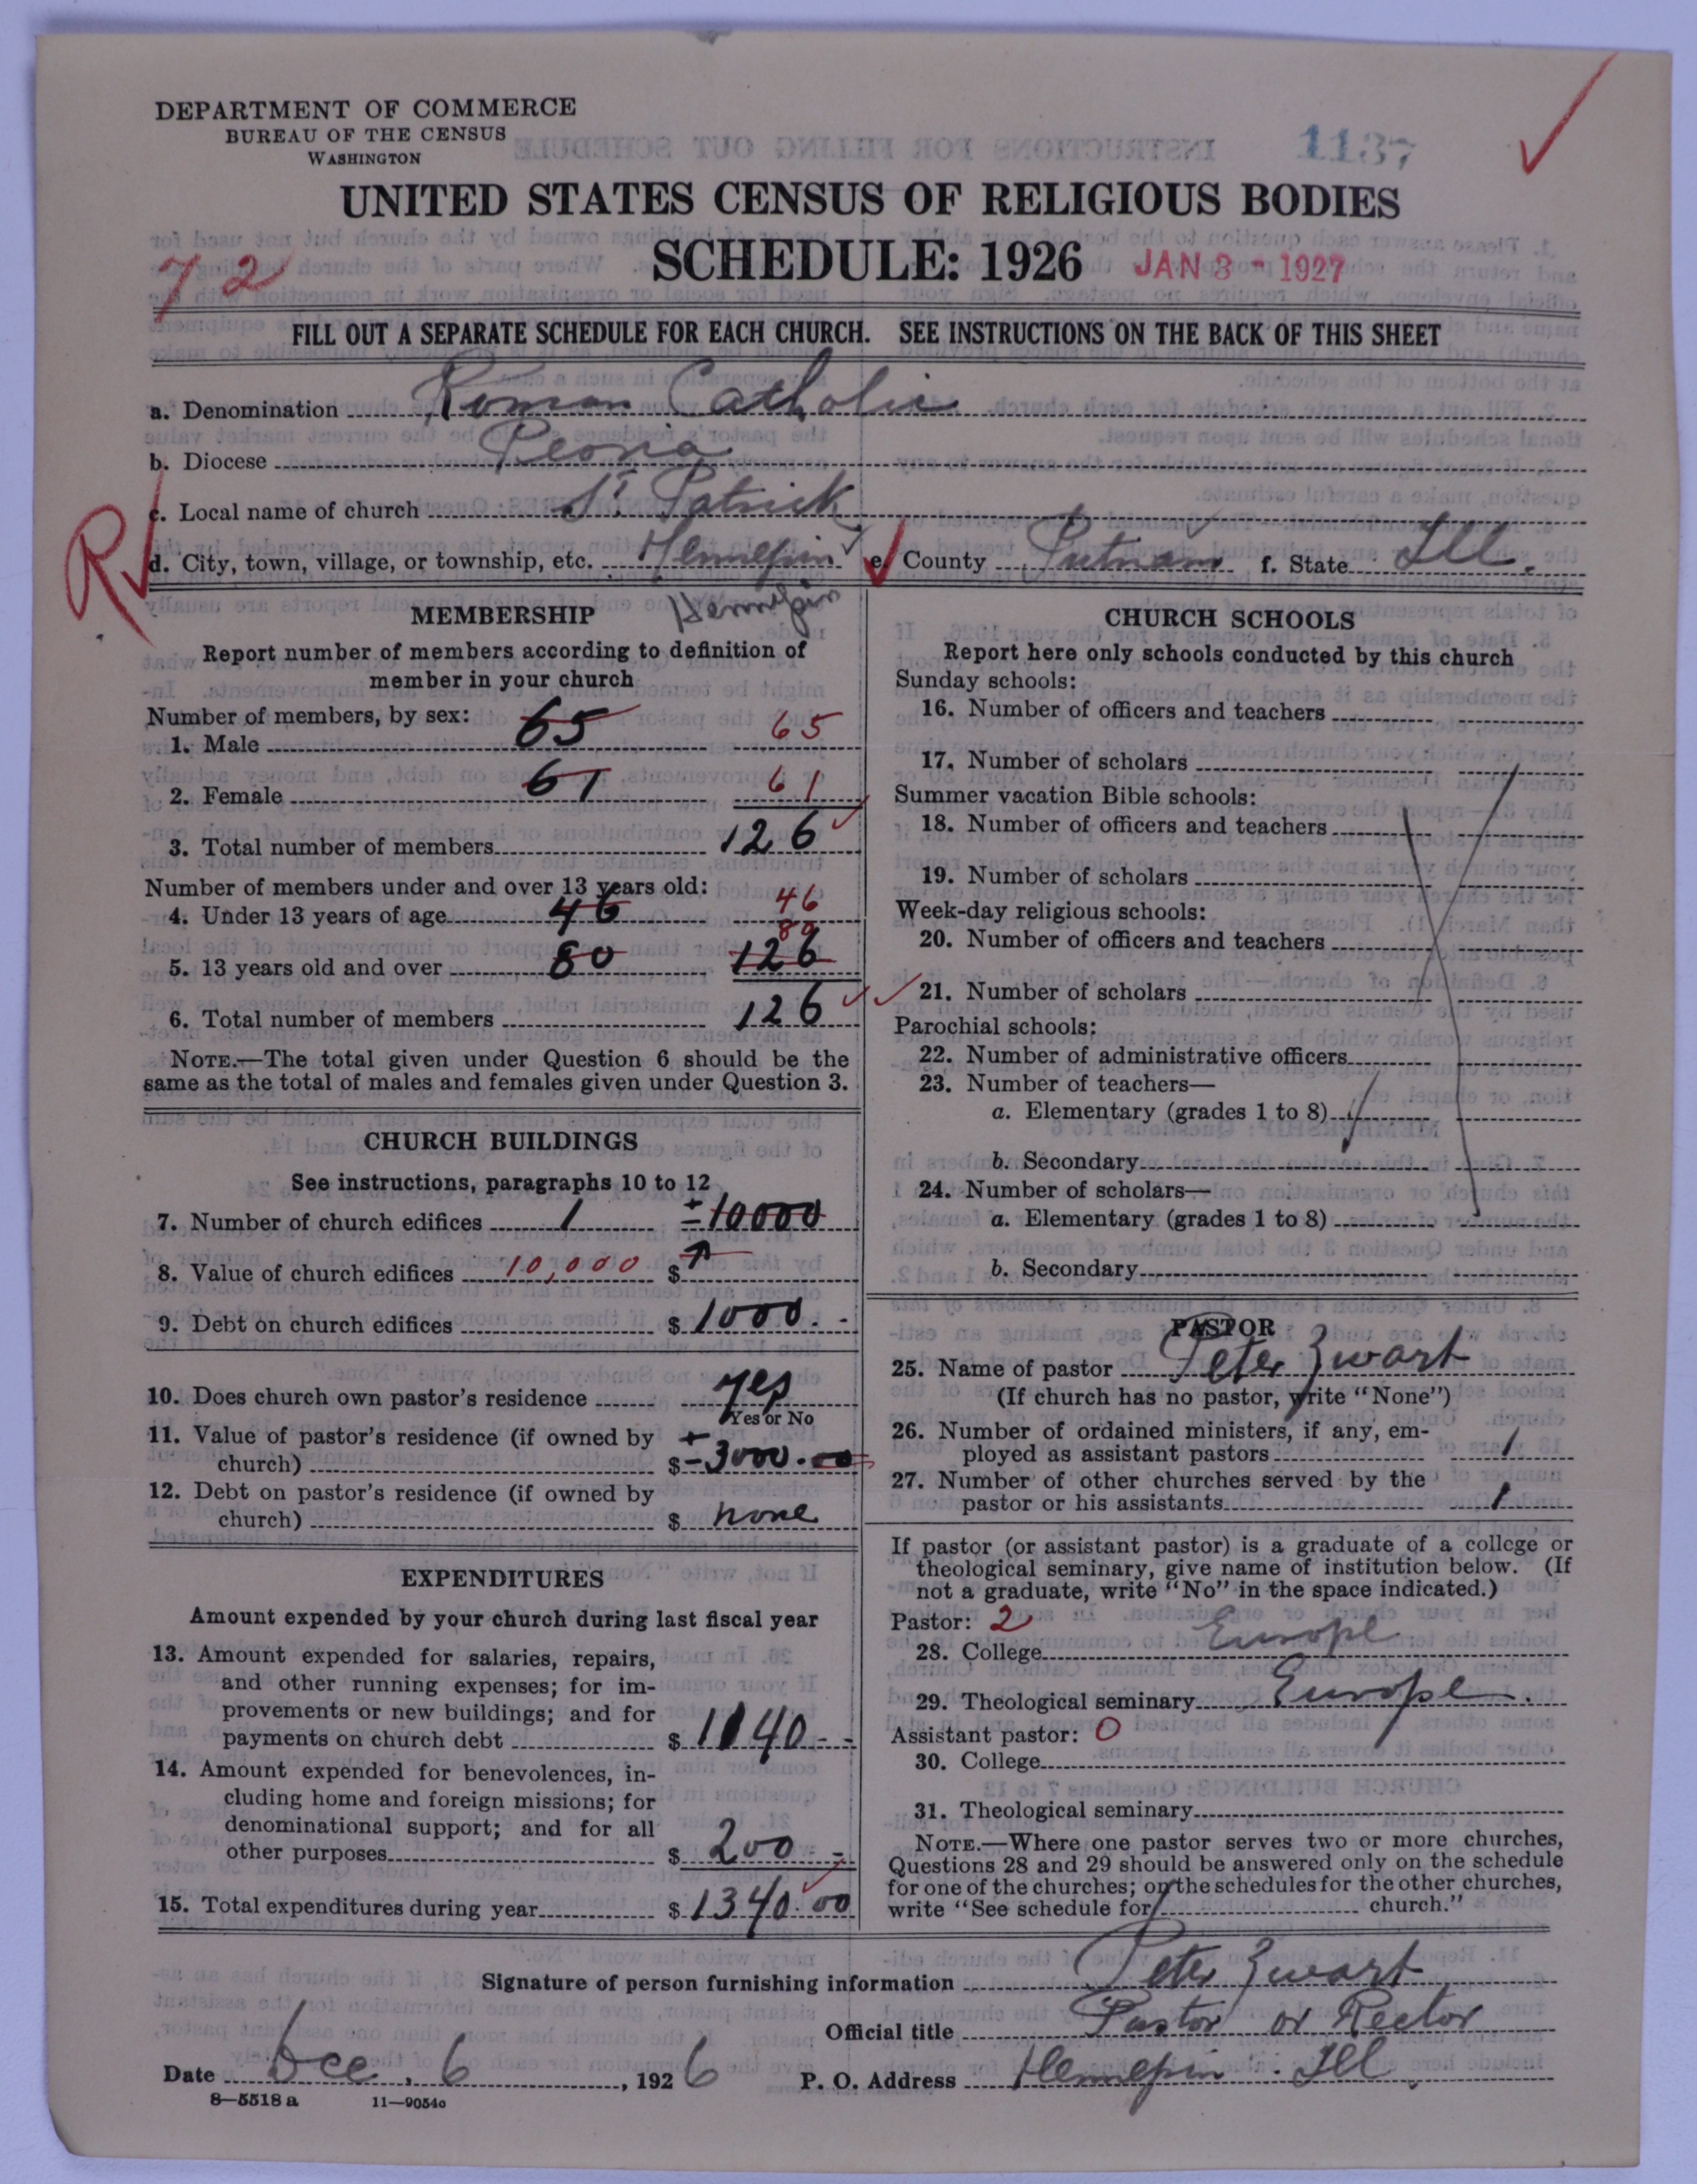 DEPARTMENT OF COMMERCE
BUREAU OF THE CENSUS
WASHINGTON
1137
UNITED STATES CENSUS OF RELIGIOUS BODIES
SCHEDULE: 1926
JAN 3 - 1927
72
FILL OUT A SEPARATE SCHEDULE FOR EACH CHURCH. SEE INSTRUCTIONS ON THE BACK OF THIS SHEET
a. Denomination Roman Catholic
b. Diocese Peoria
c. Local name of church St Patrick
R d. City, town, village, or township, etc. Hennepin e. County Putnam f. State Ill.
Hennepin
MEMBERSHIP
Report number of members according to definition of
member in your church
Number of members, by sex:
1. Male 65 65
2. Female 61 61
3. Total number of members 126
Number of members under and over 13 years old:
4. Under 13 years of age 46 46
80
5. 13 years old and over 80 126
6. Total number of members 126
NOTE.—The total given under Question 6 should be the
same as the total of males and females given under Question 3.
CHURCH BUILDINGS
See instructions, paragraphs 10 to 12
7. Number of church edifices 1 ± 10000
8. Value of church edifices 10,000 $
9. Debt on church edifices $ 1000. -
10. Does church own pastor's residence yes
Yes or No
11. Value of pastor's residence (if owned by
church) $ ± 3000.00
12. Debt on pastor's residence (if owned by
church) $ none
EXPENDITURES
Amount expended by your church during last fiscal year
13. Amount expended for salaries, repairs,
and other running expenses; for im-
provements or new buildings; and for
payments on church debt $ 1140 - -
14. Amount expended for benevolences, in-
cluding home and foreign missions; for
denominational support; and for all
other purposes $ 200 - -
15. Total expenditures during year $ 1340.00
CHURCH SCHOOLS
Report here only schools conducted by this church
Sunday schools:
16. Number of officers and teachers
17. Number of scholars
Summer vacation Bible schools:
18. Number of officers and teachers
19. Number of scholars
Week-day religious schools:
20. Number of officers and teachers
21. Number of scholars
Parochial schools:
22. Number of administrative officers
23. Number of teachers—
a. Elementary (grades 1 to 8)
b. Secondary
24. Number of scholars—
a. Elementary (grades 1 to 8)
b. Secondary
PASTOR
25. Name of pastor Peter Zwart
(If church has no pastor, write "None")
26. Number of ordained ministers, if any, em-
ployed as assistant pastors 1
27. Number of other churches served by the
pastor or his assistants 1
If pastor (or assistant pastor) is a graduate of a college or
theological seminary, give name of institution below. (If
not a graduate, write "No" in the space indicated.)
Pastor: 2
28. College Europe
29. Theological seminary Europe.
Assistant pastor: 0
30. College
31. Theological seminary
NOTE.—Where one pastor serves two or more churches,
Questions 28 and 29 should be answered only on the schedule
for one of the churches; on the schedules for the other churches,
write "See schedule for church."
Signature of person furnishing information Peter Zwart
Official title Pastor or Rector
Date Dec. 6, 1926 P. O. Address Hennepin Ill.
8—5518 a 11—9054o